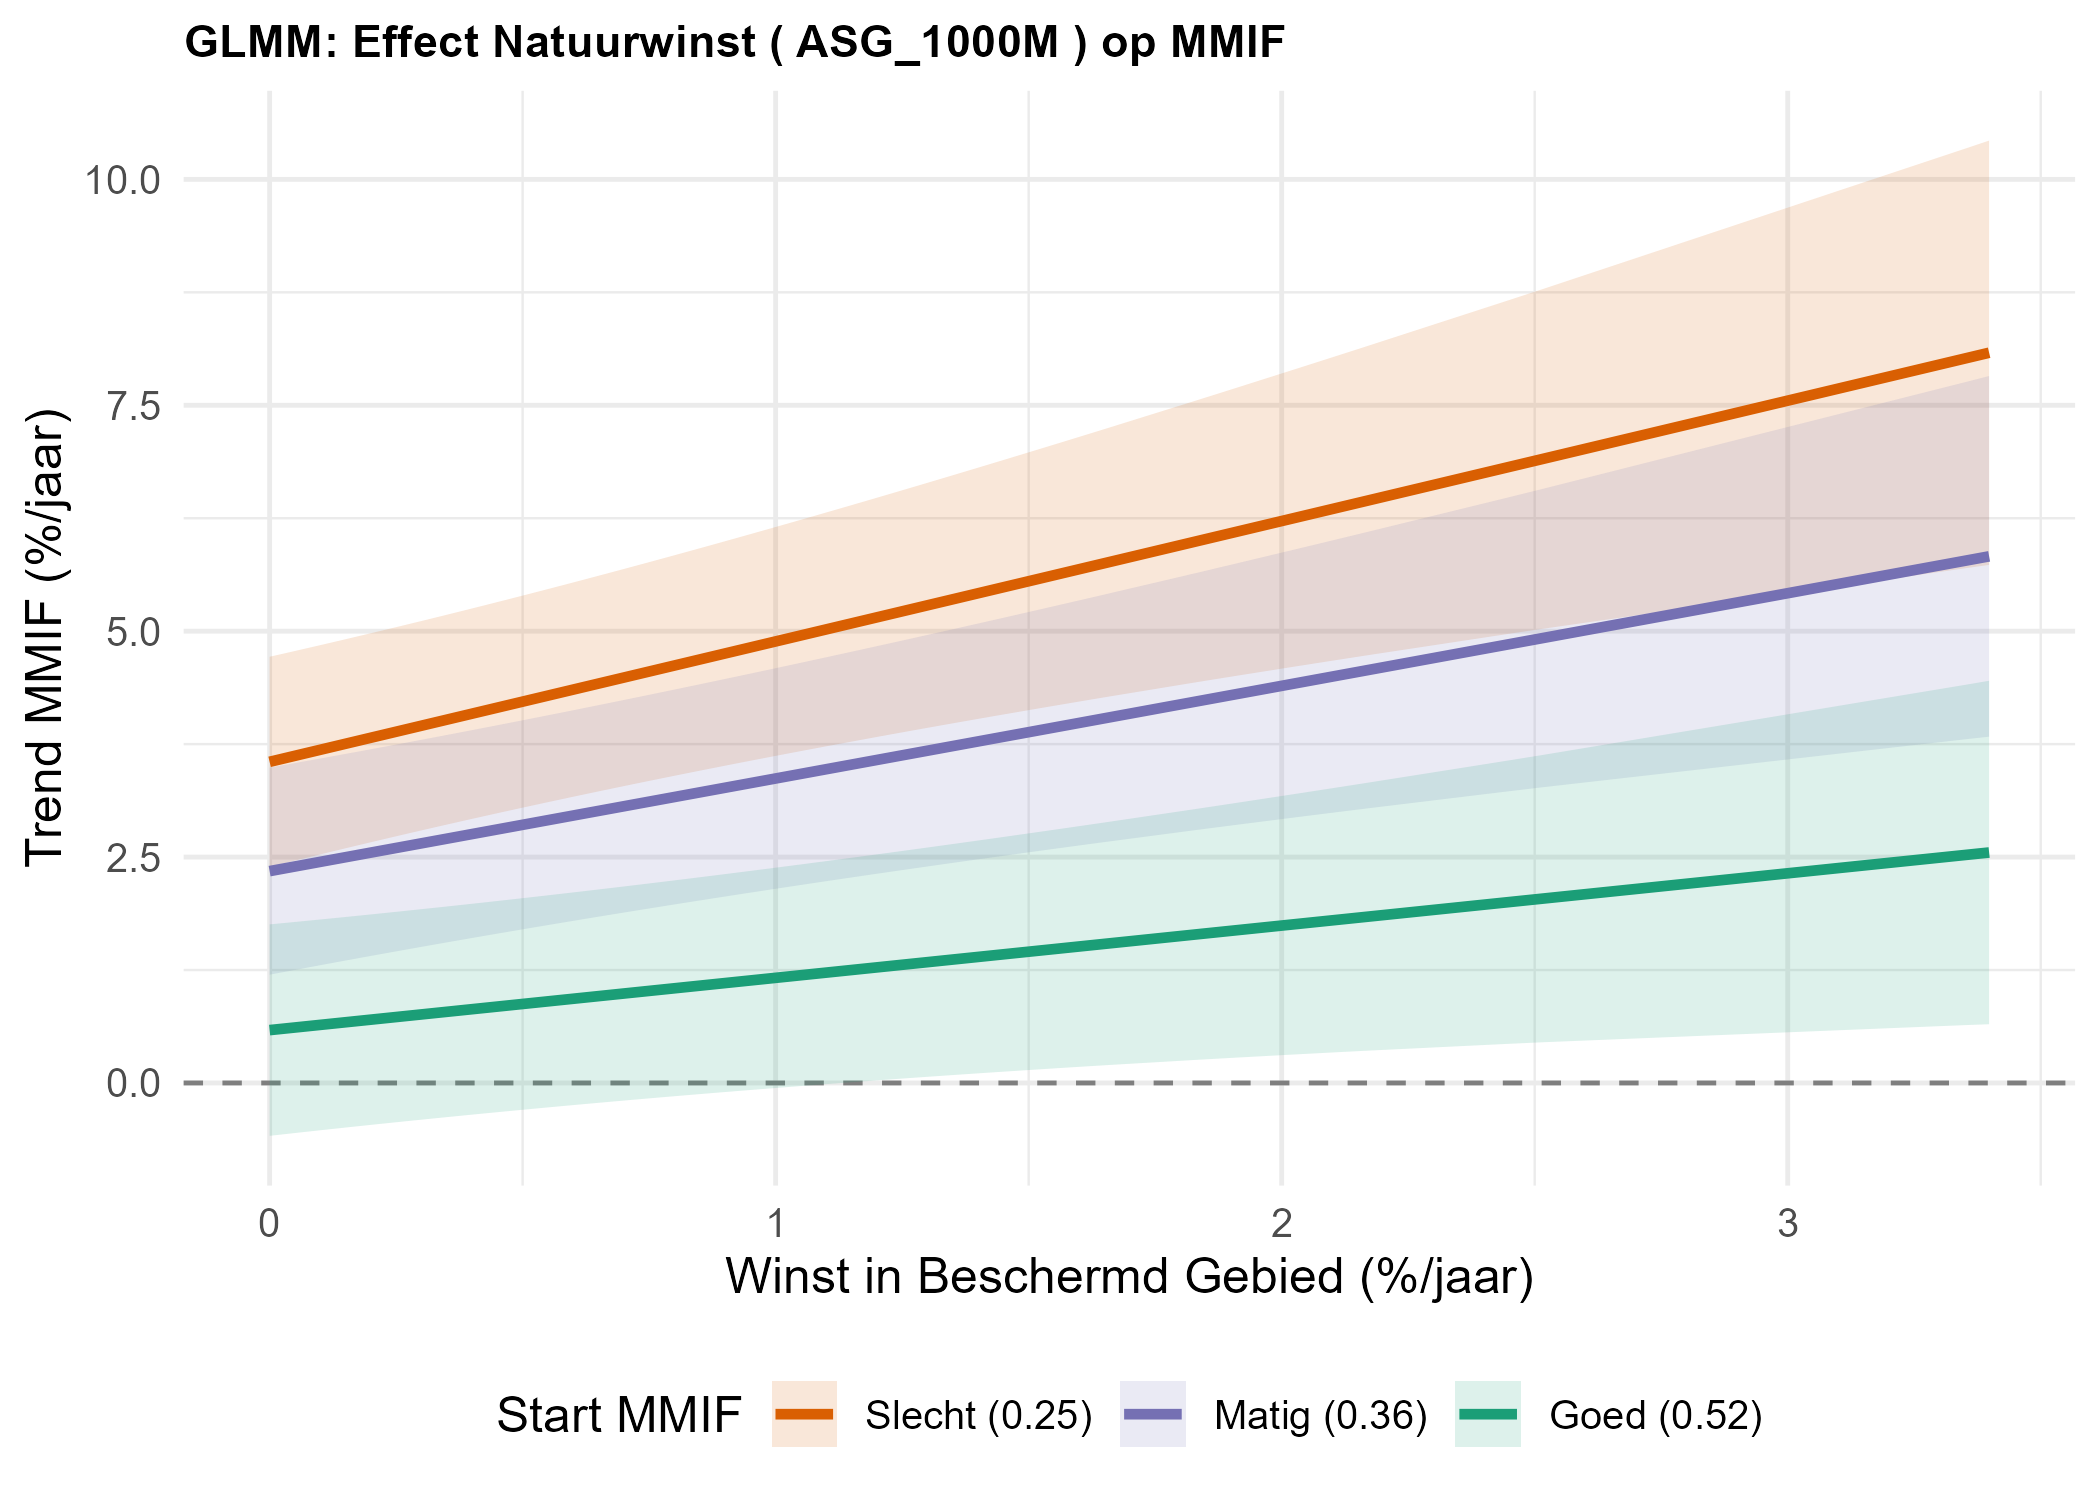 GLMM: Effect Natuurwinst ( ASG_1000M ) op MMIF
Trend MMIF (%/jaar)
10.0
7.5
5.0
2.5
0.0
0 1 2 3
Winst in Beschermd Gebied (%/jaar)
Start MMIF Slecht (0.25) Matig (0.36) Goed (0.52)